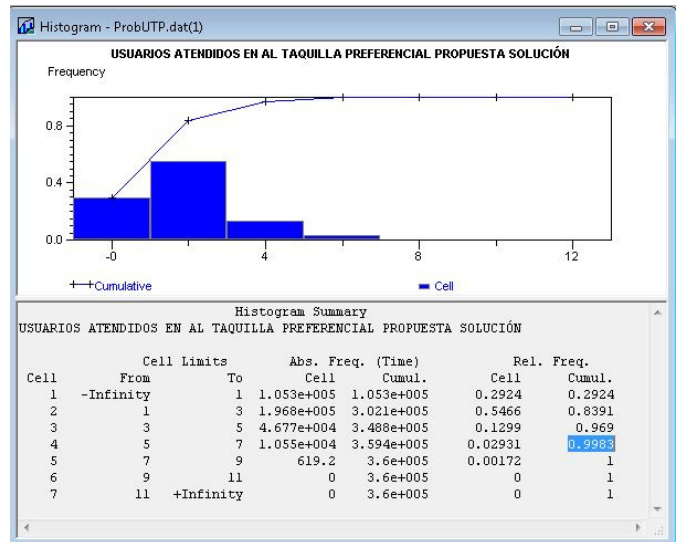 Histogram - ProbUTP.dat(1)
USUARIOS ATENDIDOS EN AL TAQUILLA PREFERENCIAL PROPUESTA SOLUCIÓN
Frequency
0.8
0.4
0.0
-0 4 8 12
Cumulative Cell
Histogram Summary
USUARIOS ATENDIDOS EN AL TAQUILLA PREFERENCIAL PROPUESTA SOLUCIÓN
Cell Limits Abs. Freq. (Time) Rel. Freq.
Cell From To Cell Cumul. Cell Cumul.
1 -Infinity 1 1.053e+005 1.053e+005 0.2924 0.2924
2 1 3 1.968e+005 3.021e+005 0.5466 0.8391
3 3 5 4.677e+004 3.488e+005 0.1299 0.969
4 5 7 1.055e+004 3.594e+005 0.02931 0.9983
5 7 9 619.2 3.6e+005 0.00172 1
6 9 11 0 3.6e+005 0 1
7 11 +Infinity 0 3.6e+005 0 1